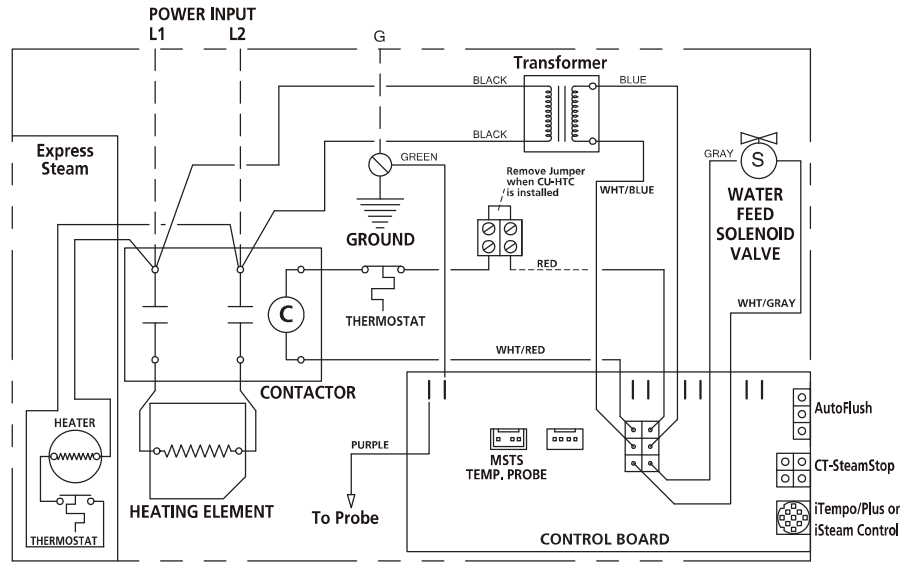 POWER INPUT
L1
L2
G
Transformer
BLACK
BLUE
Express
Steam
BLACK
GREEN
Remove Jumper
when CU-HTC
is installed
WHT/BLUE
GRAY
S
WATER
FEED
SOLENOID
VALVE
GROUND
RED
C
THERMOSTAT
WHT/GRAY
WHT/RED
CONTACTOR
HEATER
PURPLE
MSTS
TEMP. PROBE
AutoFlush
CT-SteamStop
HEATING ELEMENT
To Probe
THERMOSTAT
CONTROL BOARD
iTempo/Plus or
iSteam Control